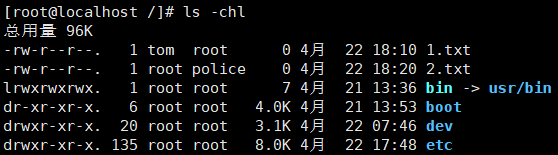 [root@localhost /]# ls -chl
总用量 96K
-rw-r--r--.   1 tom  root      0 4月   22 18:10 1.txt
-rw-r--r--.   1 root police    0 4月   22 18:20 2.txt
lrwxrwxrwx.   1 root root      7 4月   21 13:36 bin -> usr/bin
dr-xr-xr-x.   6 root root   4.0K 4月   21 13:53 boot
drwxr-xr-x.  20 root root   3.1K 4月   22 07:46 dev
drwxr-xr-x. 135 root root   8.0K 4月   22 17:48 etc